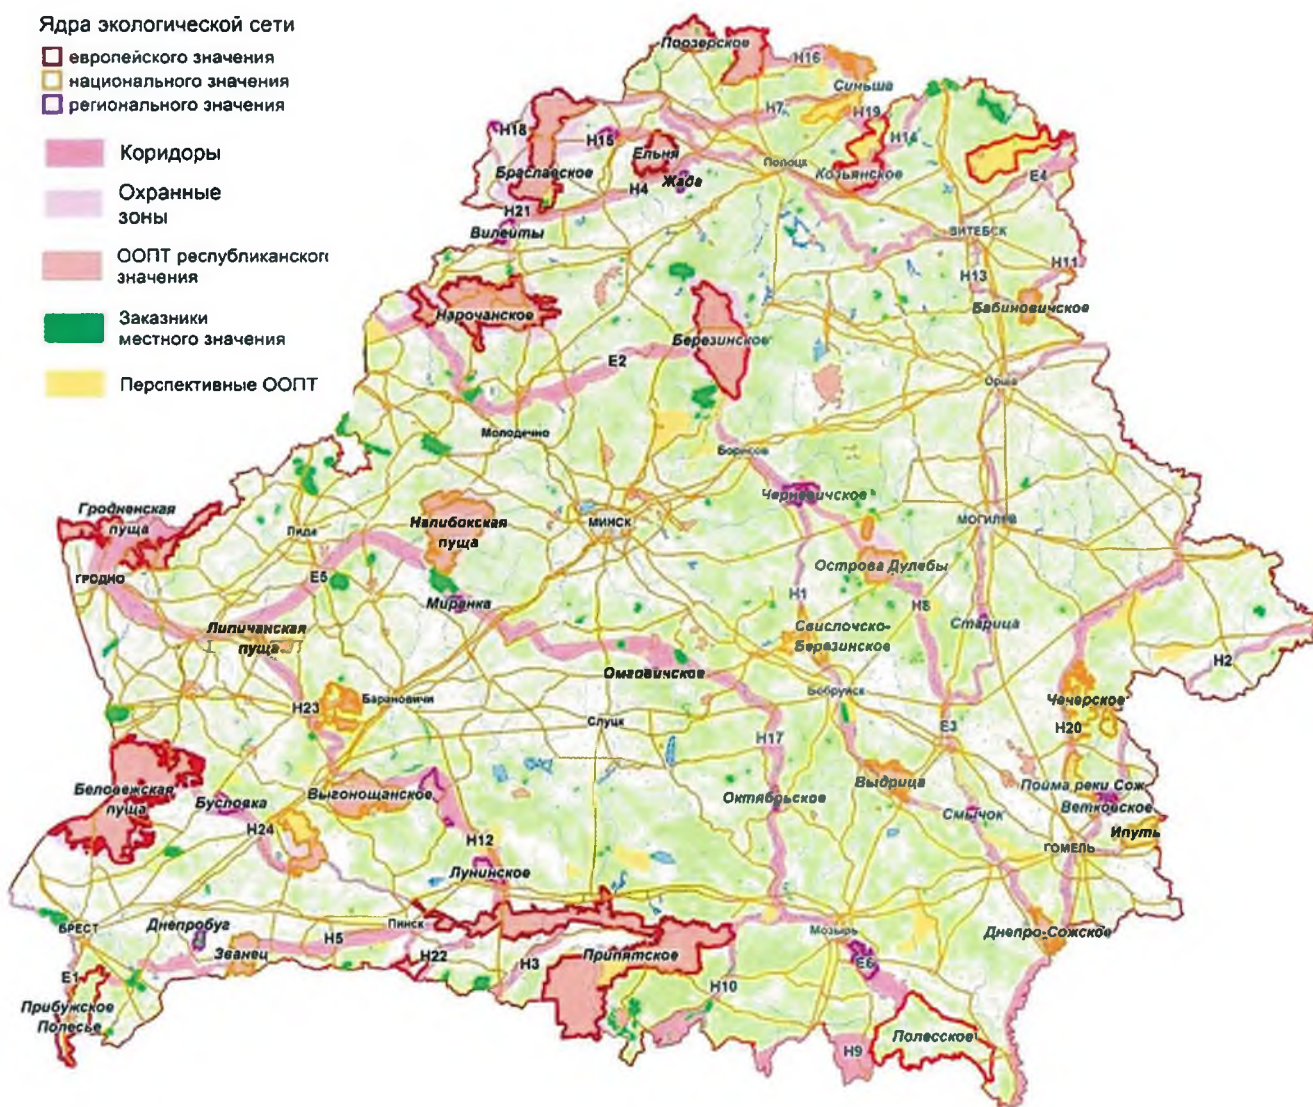 Ядра экологической сети
европейского значения
национального значения
регионального значения
Коридоры
Охранные
зоны
ООПТ республиканског
значения
Заказники
местного значения
Перспективные ООПТ
Поозерское
Н16
Синьша
Н7
Н19
Н14
Н18
Н15
Ельня
Браславское
Н4
Жада
Полоцк
Козьянское
Е4
Н21
Вилейты
ВИТЕБСК
Н11
Н13
Бабиновичское
Нарочанское
Березинское
Е2
Орша
Молодечно
Борисов
Черневичское
Гродненская
пуща
Налибокская
пуща
МИНСК
МОГИЛЕВ
ГРОДНО
Е5
Острова Дулебы
Миранка
Н1
Н8
Липичанская
пуща
Свислочско-
Березинское
Старица
Н2
Омговичское
Бобруйск
Барановичи
Н23
Слуцк
Чечерское
Н17
Е3
Н20
Беловежская
пуща
Бусловка
Выгонощанское
Октябрьское
Выдрица
Пойма реки Сож
Ветковское
Смычок
Ипуть
Н24
Н12
ГОМЕЛЬ
Лунинское
Днепробуг
Пинск
БРЕСТ
Званец
Н5
Н22
Н3
Припятское
Мозырь
Днепро-Сожское
Е1
Е6
Н10
Прибужское
Полесье
Полесское
Н9